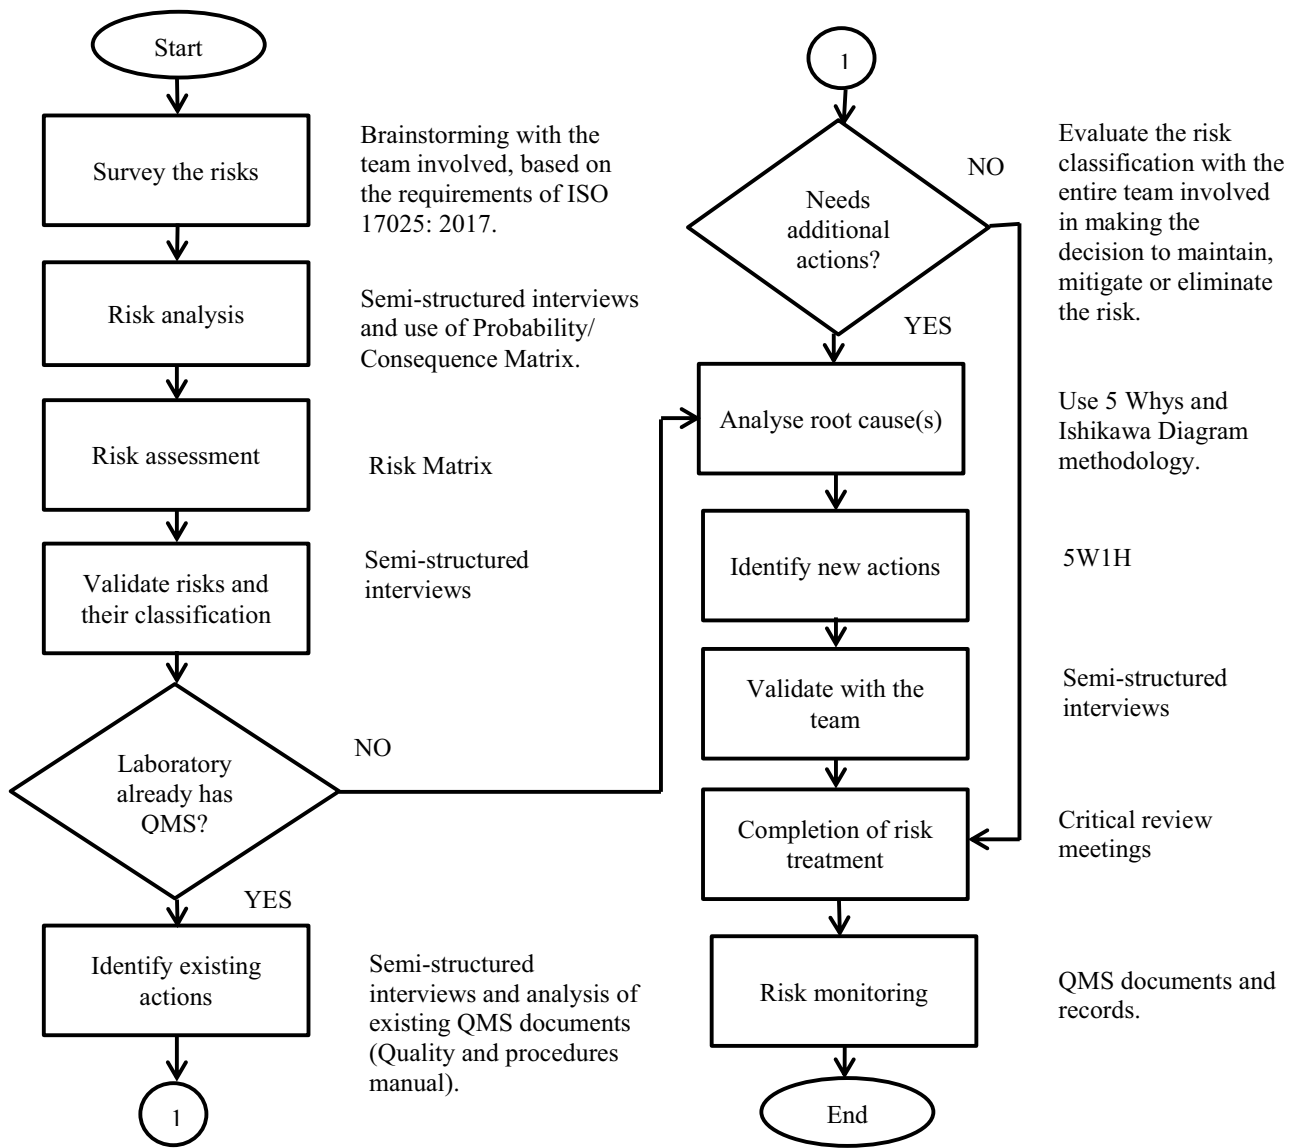 Start
Survey the risks
Brainstorming with the
team involved, based on
the requirements of ISO
17025: 2017.
Risk analysis
Semi-structured interviews
and use of Probability/
Consequence Matrix.
Risk assessment
Risk Matrix
Validate risks and
their classification
Semi-structured
interviews
Laboratory
already has
QMS?
NO
YES
Identify existing
actions
Semi-structured
interviews and analysis of
existing QMS documents
(Quality and procedures
manual).
1
1
Needs
additional
actions?
NO
YES
Evaluate the risk
classification with the
entire team involved
in making the
decision to maintain,
mitigate or eliminate
the risk.
Analyse root cause(s)
Use 5 Whys and
Ishikawa Diagram
methodology.
Identify new actions
5W1H
Validate with the
team
Semi-structured
interviews
Completion of risk
treatment
Critical review
meetings
Risk monitoring
QMS documents and
records.
End